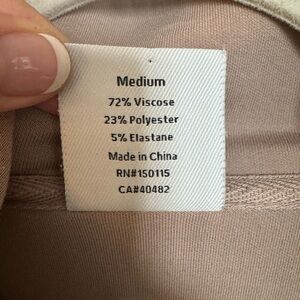 Medium
72% Viscose
23% Polyester
5% Elastane
Made in China
RN#150115
CA#40482